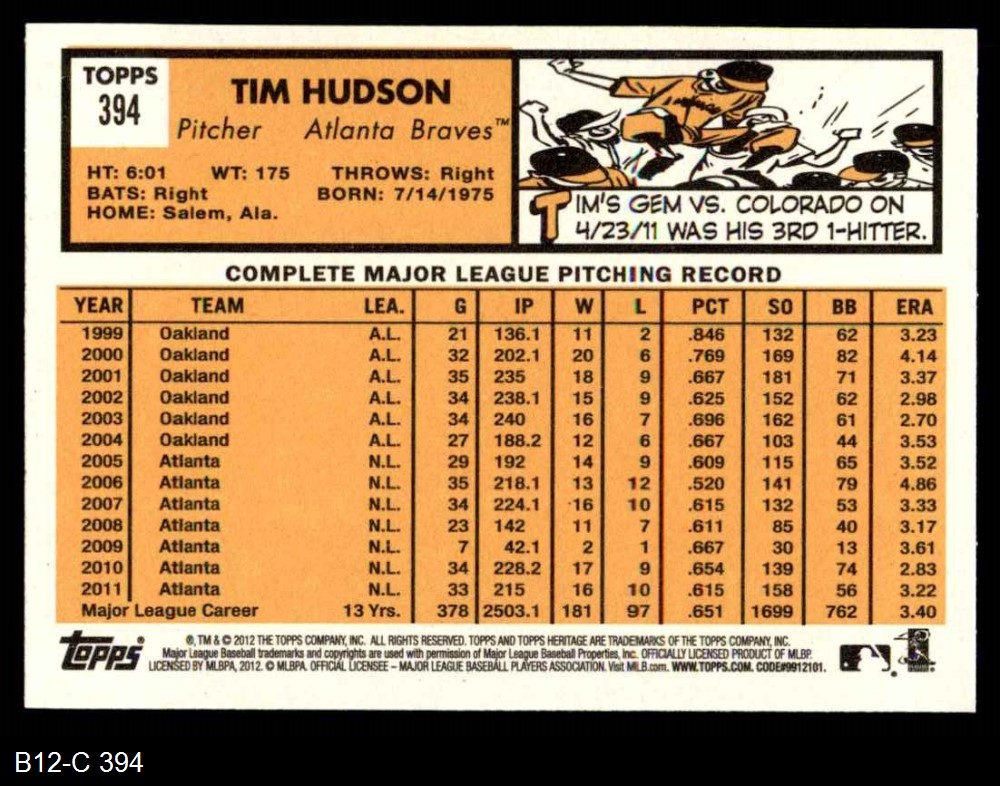 TOPPS
394
TIM HUDSON
Pitcher Atlanta Braves™
HT: 6:01 WT: 175 THROWS: Right
BATS: Right BORN: 7/14/1975
HOME: Salem, Ala.
TIM'S GEM VS. COLORADO ON
4/23/11 WAS HIS 3RD 1-HITTER.
COMPLETE MAJOR LEAGUE PITCHING RECORD
YEAR TEAM LEA. G IP W L PCT SO BB ERA
1999 Oakland A.L. 21 136.1 11 2 .846 132 62 3.23
2000 Oakland A.L. 32 202.1 20 6 .769 169 82 4.14
2001 Oakland A.L. 35 235 18 9 .667 181 71 3.37
2002 Oakland A.L. 34 238.1 15 9 .625 152 62 2.98
2003 Oakland A.L. 34 240 16 7 .696 162 61 2.70
2004 Oakland A.L. 27 188.2 12 6 .667 103 44 3.53
2005 Atlanta N.L. 29 192 14 9 .609 115 65 3.52
2006 Atlanta N.L. 35 218.1 13 12 .520 141 79 4.86
2007 Atlanta N.L. 34 224.1 16 10 .615 132 53 3.33
2008 Atlanta N.L. 23 142 11 7 .611 85 40 3.17
2009 Atlanta N.L. 7 42.1 2 1 .667 30 13 3.61
2010 Atlanta N.L. 34 228.2 17 9 .654 139 74 2.83
2011 Atlanta N.L. 33 215 16 10 .615 158 56 3.22
Major League Career 13 Yrs. 378 2503.1 181 97 .651 1699 762 3.40
Topps
®, TM & © 2012 THE TOPPS COMPANY, INC. ALL RIGHTS RESERVED. TOPPS AND TOPPS HERITAGE ARE TRADEMARKS OF THE TOPPS COMPANY, INC.
Major League Baseball trademarks and copyrights are used with permission of Major League Baseball Properties, Inc. OFFICIALLY LICENSED PRODUCT OF MLBP.
LICENSED BY MLBPA, 2012. © MLBPA. OFFICIAL LICENSEE – MAJOR LEAGUE BASEBALL PLAYERS ASSOCIATION. Visit MLB.com. WWW.TOPPS.COM. CODE#9912101.
B12-C 394